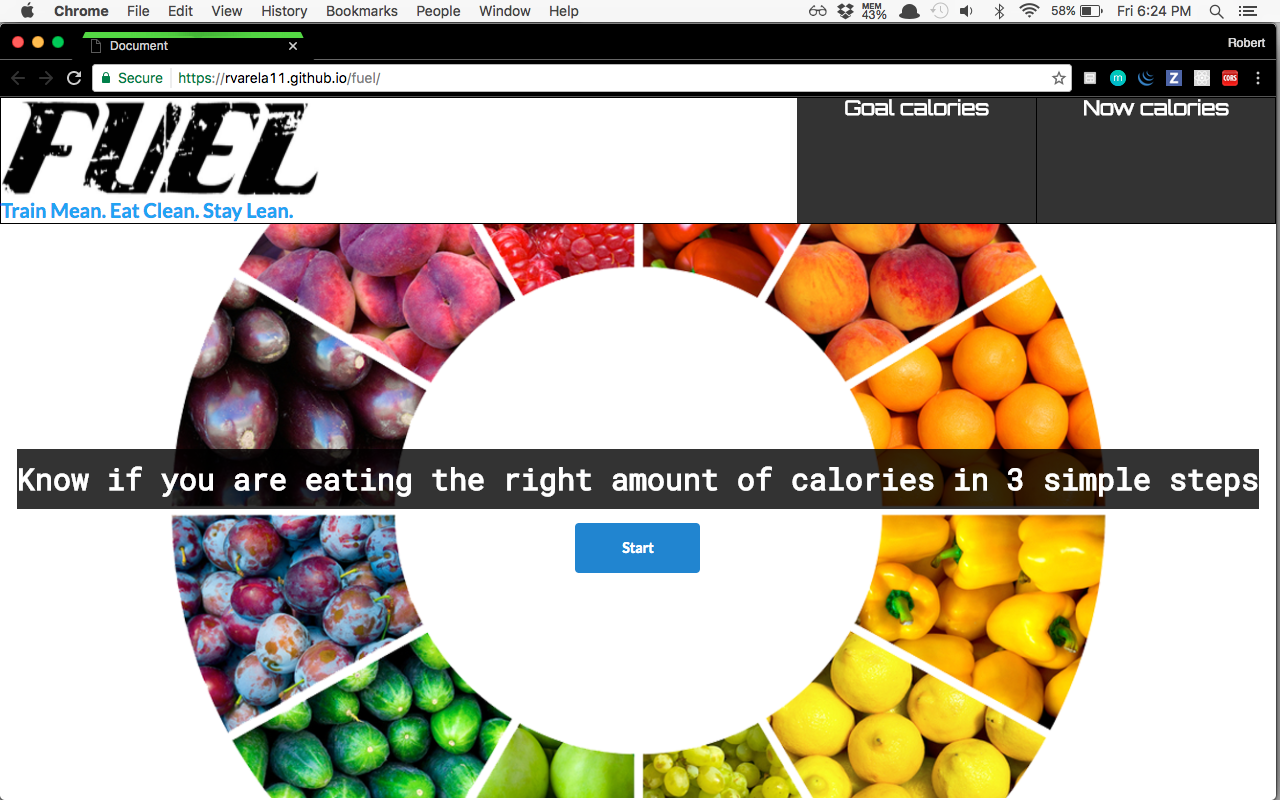 Chrome File Edit View History Bookmarks People Window Help MEM 43% 58% Fri 6:24 PM
Document Robert
Secure https://rvarela11.github.io/fuel/ m Z CORS
FUEL
Train Mean. Eat Clean. Stay Lean.
Goal calories
Now calories
Know if you are eating the right amount of calories in 3 simple steps
Start